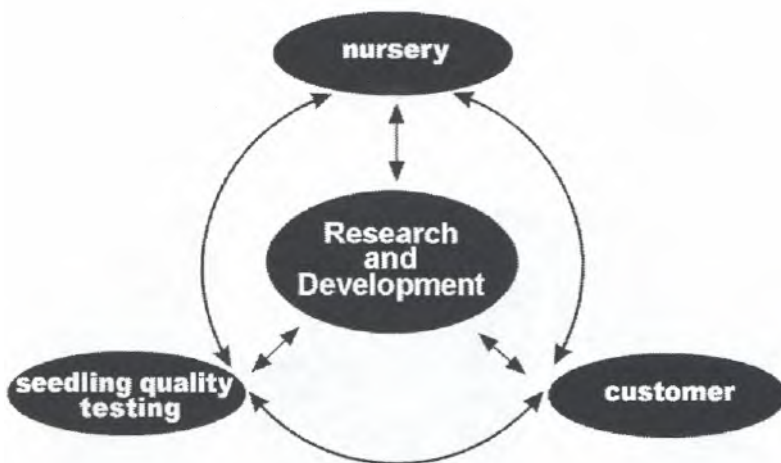 nursery
Research
and
Development
seedling quality
testing
customer